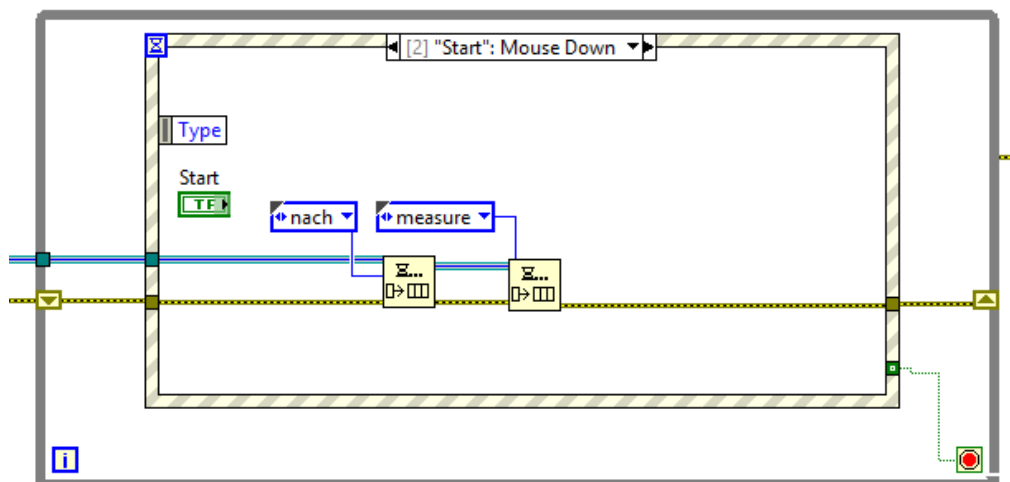 [2] "Start": Mouse Down
Type
Start
TF
nach
measure
i